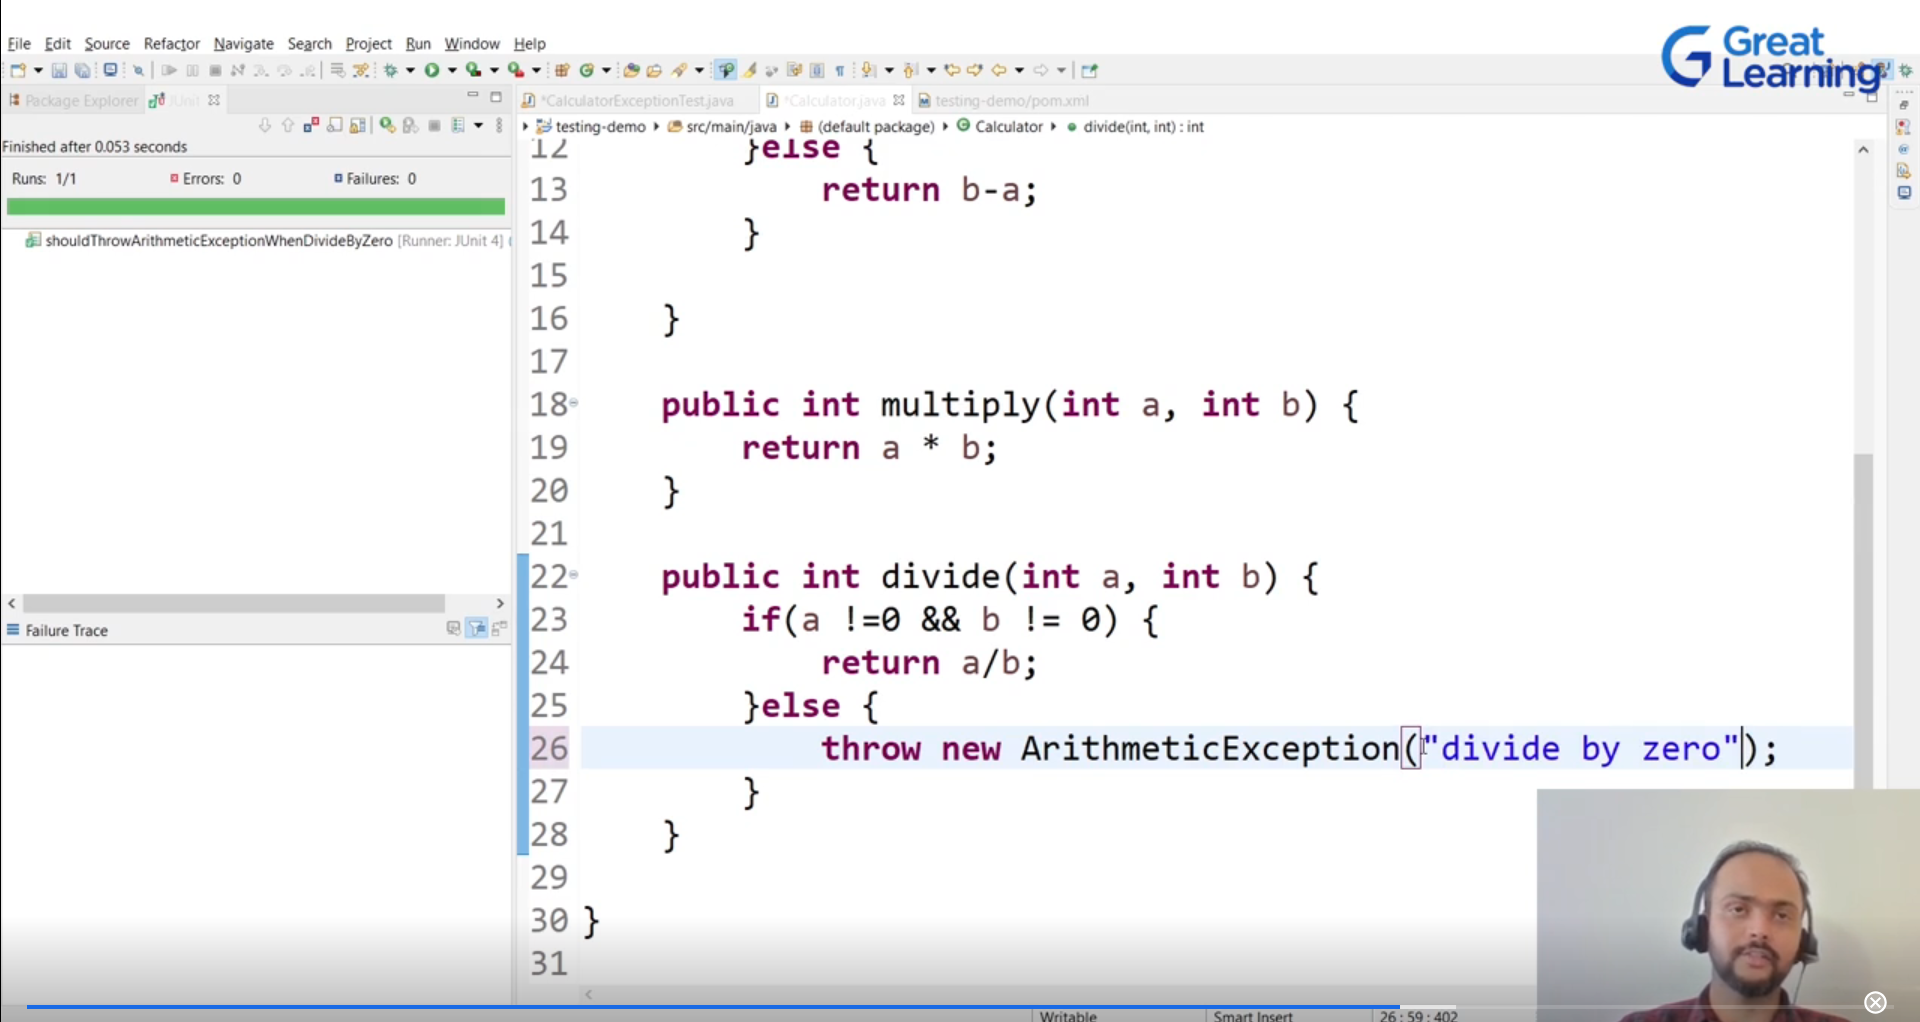 Great
Learning
File Edit Source Refactor Navigate Search Project Run Window Help
Package Explorer JUnit
*CalculatorExceptionTest.java *Calculator.java testing-demo/pom.xml
testing-demo src/main/java (default package) Calculator divide(int, int) : int
Finished after 0.053 seconds
Runs: 1/1 Errors: 0 Failures: 0
shouldThrowArithmeticExceptionWhenDivideByZero [Runner: JUnit 4] (
Failure Trace
12 }else {
13 return b-a;
14 }
15
16 }
17
18 public int multiply(int a, int b) {
19 return a * b;
20 }
21
22 public int divide(int a, int b) {
23 if(a !=0 && b != 0) {
24 return a/b;
25 }else {
26 throw new ArithmeticException("divide by zero");
27 }
28 }
29
30 }
31
Writable Smart Insert 26 : 59 : 402